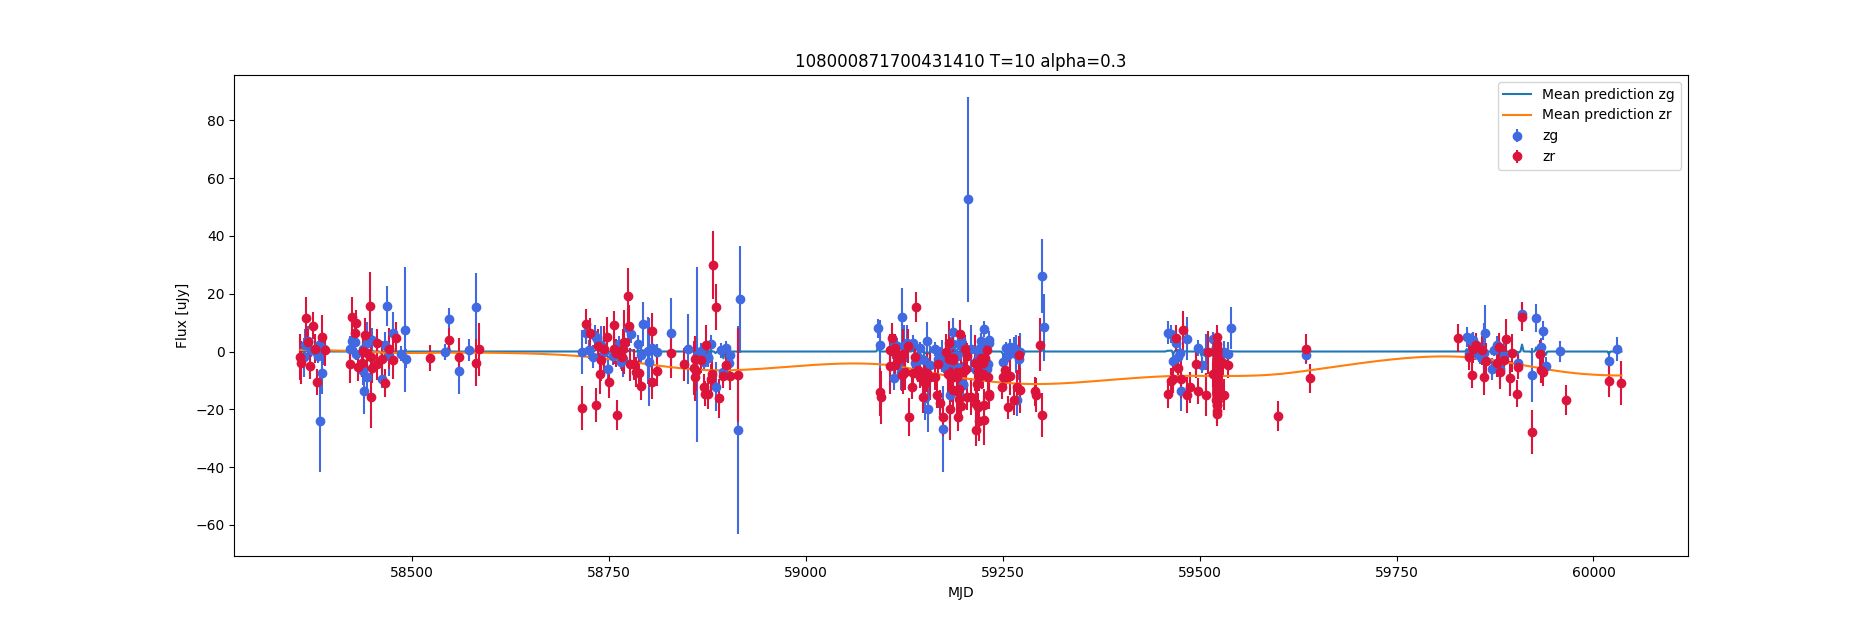 108000871700431410 T=10 alpha=0.3
Mean prediction zg
Mean prediction zr
zg
zr
Flux [uJy]
80
60
40
20
0
−20
−40
−60
58500 58750 59000 59250 59500 59750 60000
MJD